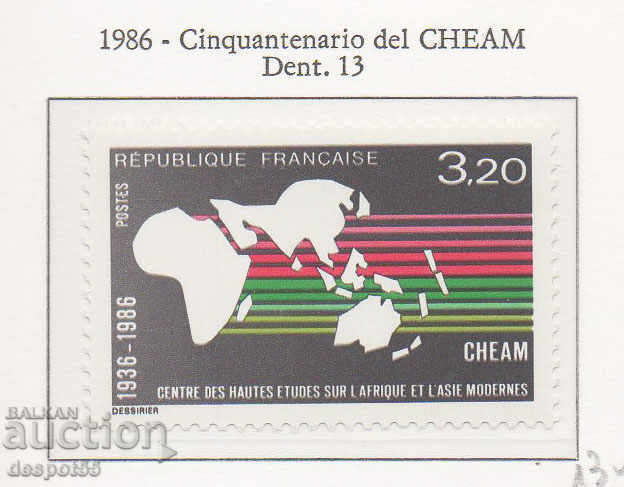 1986 - Cinquantenario del CHEAM
Dent. 13
RÉPUBLIQUE FRANÇAISE
3,20
POSTES
1936-1986
CHEAM
CENTRE DES HAUTES ETUDES SUR L'AFRIQUE ET L'ASIE MODERNES
DESSIRIER
BALKAN
auction
despot55